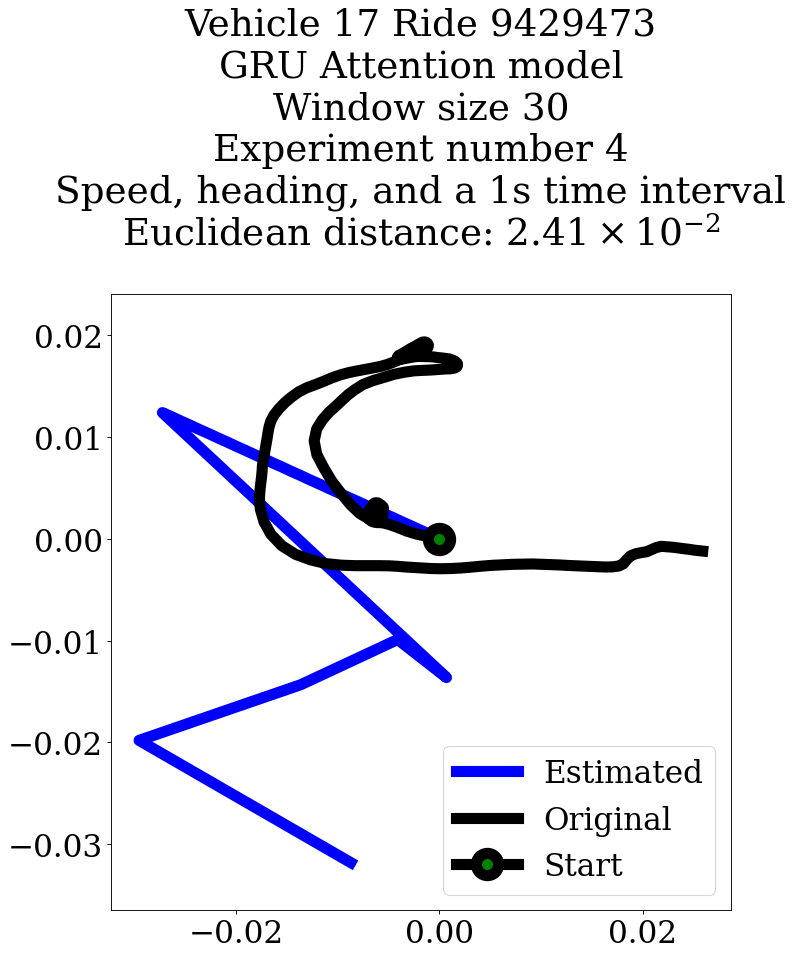 Vehicle 17 Ride 9429473
GRU Attention model
Window size 30
Experiment number 4
Speed, heading, and a 1s time interval
Euclidean distance: 2.41 × 10⁻²
0.02
0.01
0.00
−0.01
−0.02
−0.03
Estimated
Original
Start
−0.02 0.00 0.02